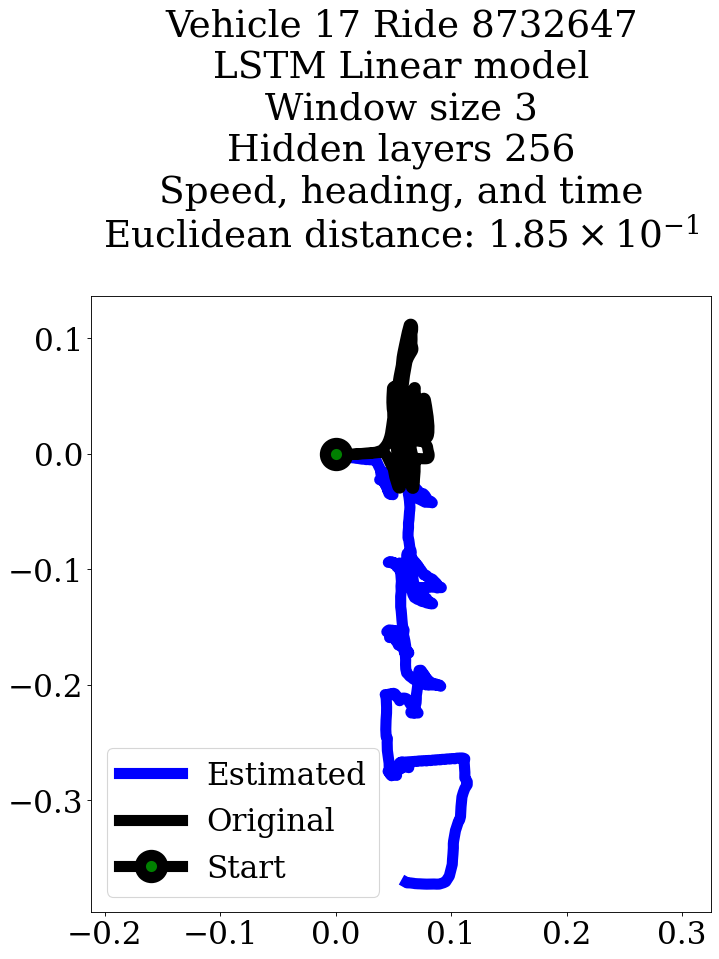 Vehicle 17 Ride 8732647
LSTM Linear model
Window size 3
Hidden layers 256
Speed, heading, and time
Euclidean distance: 1.85 × 10⁻¹
0.1
0.0
−0.1
−0.2
−0.3
Estimated
Original
Start
−0.2 −0.1 0.0 0.1 0.2 0.3